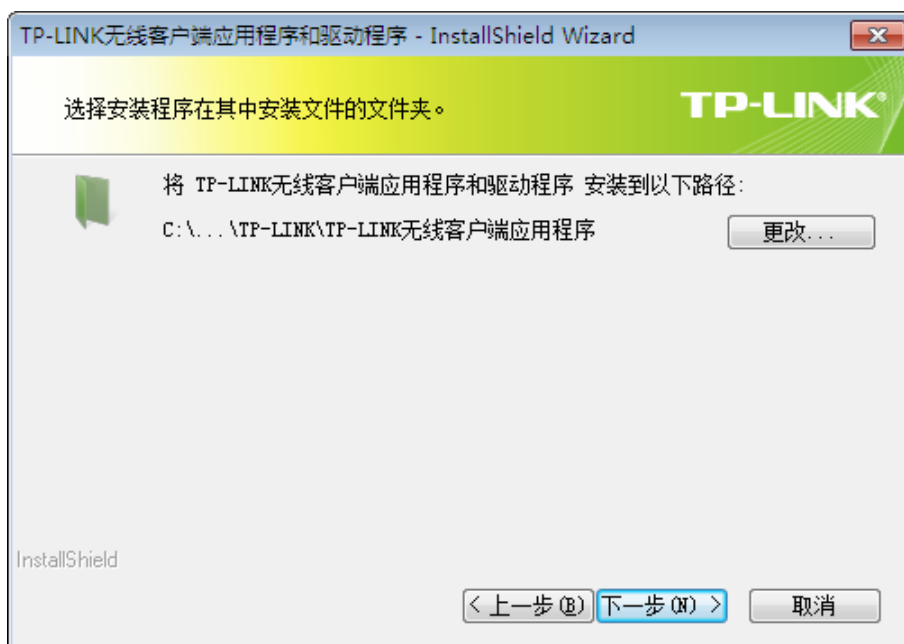 TP-LINK无线客户端应用程序和驱动程序 - InstallShield Wizard
选择安装程序在其中安装文件的文件夹。
TP-LINK®
将 TP-LINK无线客户端应用程序和驱动程序 安装到以下路径:
C:\...\TP-LINK\TP-LINK无线客户端应用程序
更改...
InstallShield
< 上一步(B) 下一步(N) > 取消